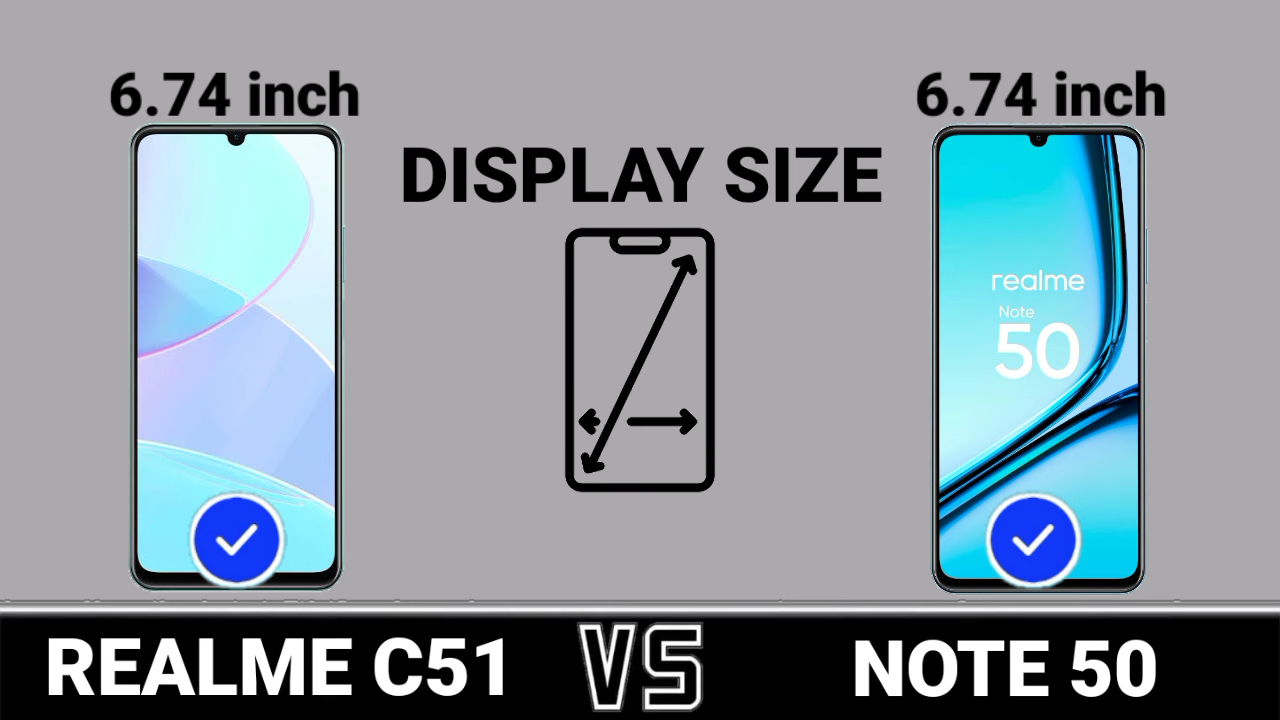 6.74 inch
6.74 inch
DISPLAY SIZE
realme
Note
50
REALME C51
VS
NOTE 50